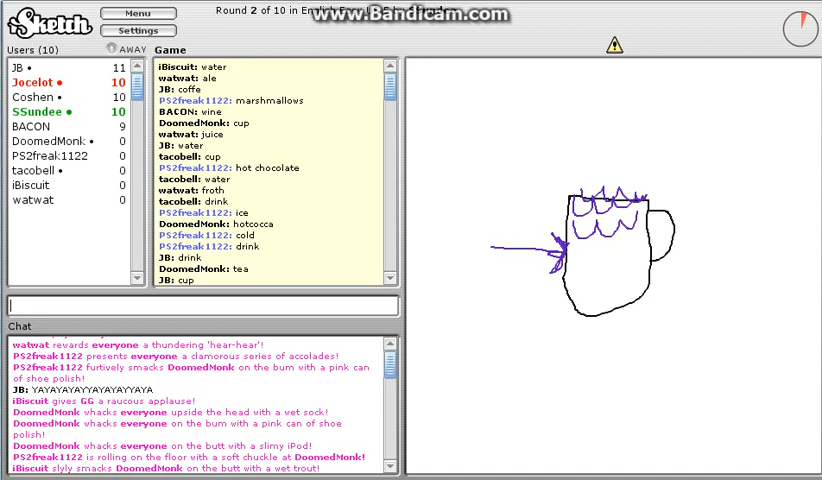 www.Bandicam.com
Round 2 of 10 in English
iSketch
Menu
Settings
Users (10)
AWAY
Game
JB • 11
Jocelot • 10
Coshen • 10
SSundee • 10
BACON 9
DoomedMonk • 0
PS2freak1122 0
tacobell • 0
iBiscuit 0
watwat 0
iBiscuit: water
watwat: ale
JB: coffe
PS2freak1122: marshmallows
BACON: wine
DoomedMonk: cup
watwat: juice
JB: water
tacobell: cup
PS2freak1122: hot chocolate
tacobell: water
watwat: froth
tacobell: drink
PS2freak1122: ice
DoomedMonk: hotcocca
PS2freak1122: cold
PS2freak1122: drink
JB: drink
DoomedMonk: tea
JB: cup
Chat
watwat rewards everyone a thundering 'hear-hear'!
PS2freak1122 presents everyone a clamorous series of accolades!
PS2freak1122 furtively smacks DoomedMonk on the bum with a pink can
of shoe polish!
JB: YAYAYAYAYYAYAYAYYAYA
iBiscuit gives GG a raucous applause!
DoomedMonk whacks everyone upside the head with a wet sock!
DoomedMonk whacks everyone on the bum with a pink can of shoe
polish!
DoomedMonk whacks everyone on the butt with a slimy iPod!
PS2freak1122 is rolling on the floor with a soft chuckle at DoomedMonk!
iBiscuit slyly smacks DoomedMonk on the butt with a wet trout!